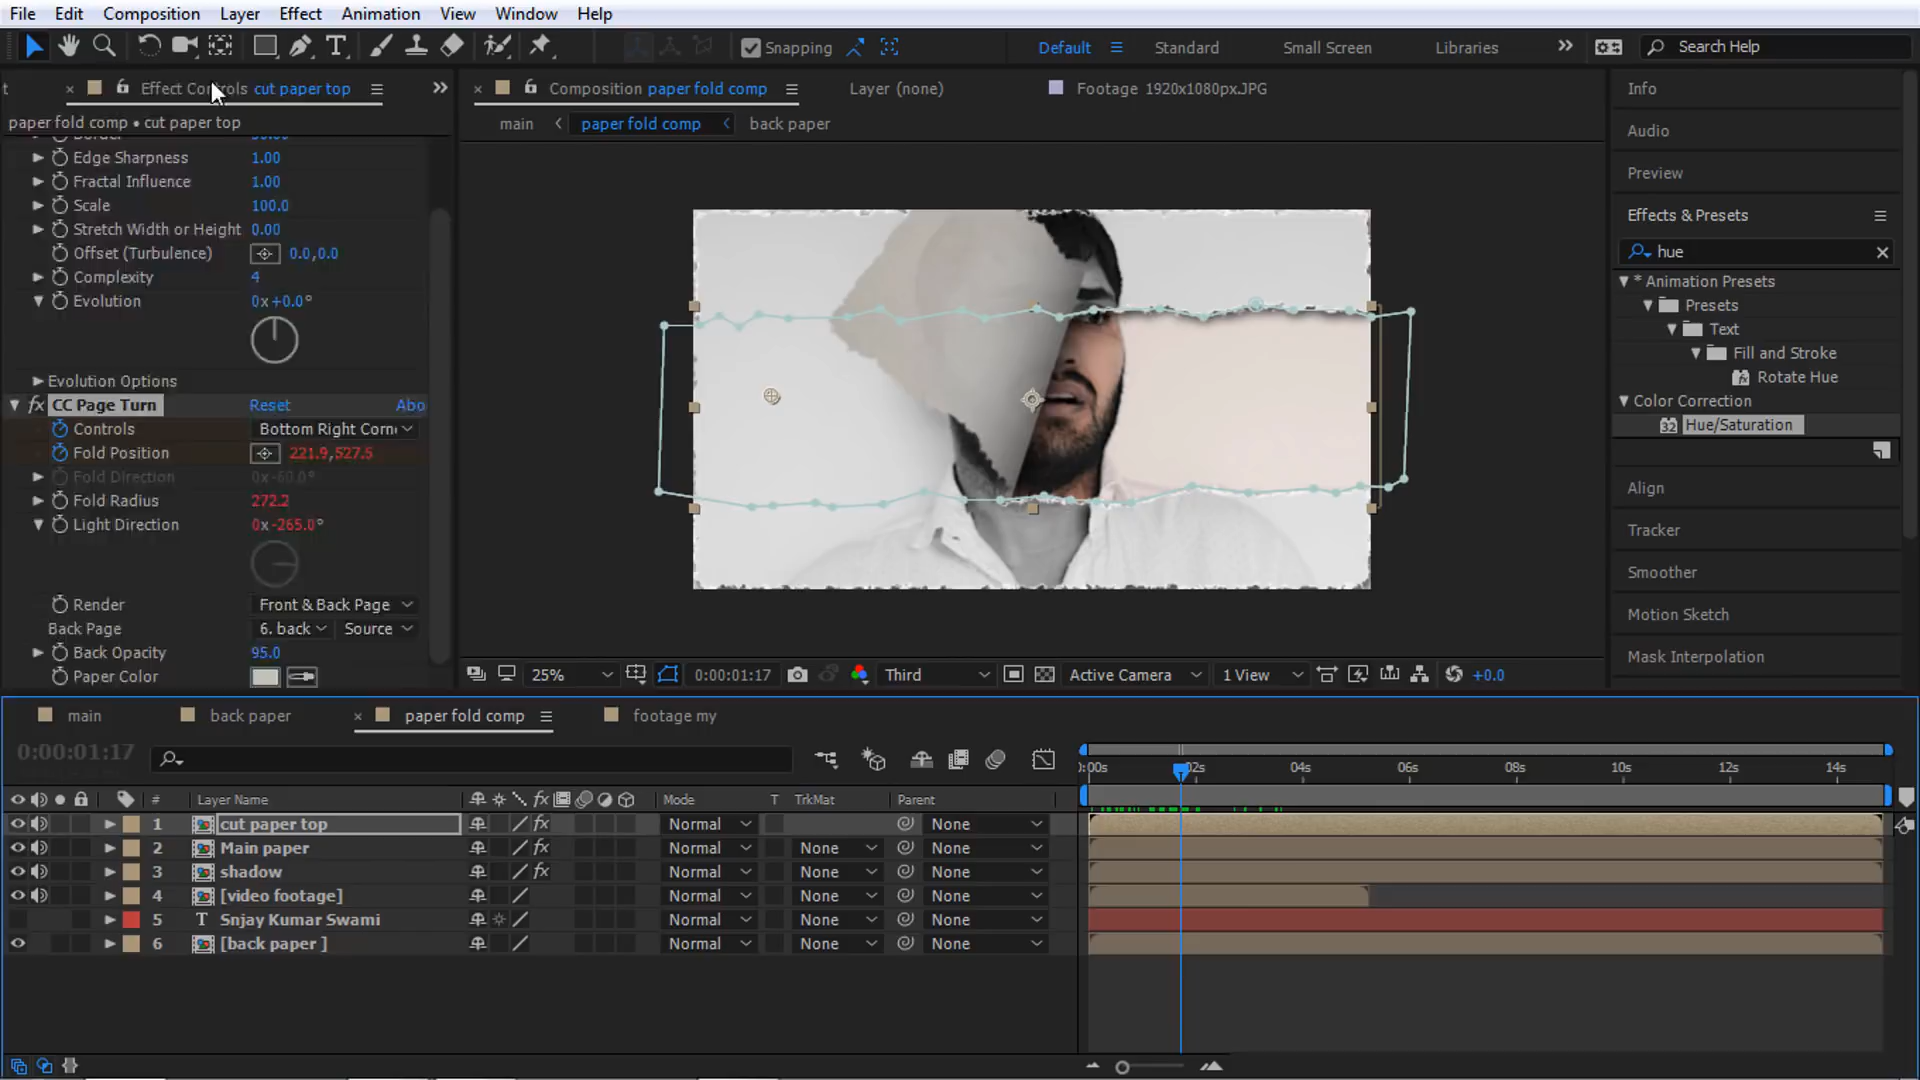 File Edit Composition Layer Effect Animation View Window Help
Snapping Default Standard Small Screen Libraries Search Help
Effect Controls cut paper top
Composition paper fold comp Layer (none) Footage 1920x1080px.JPG
Info
paper fold comp • cut paper top
main paper fold comp back paper
Audio
Edge Sharpness 1.00
Fractal Influence 1.00
Preview
Scale 100.0
Effects & Presets
Stretch Width or Height 0.00
Offset (Turbulence) 0.0,0.0
hue
Complexity 4
* Animation Presets
Evolution 0x+0.0°
Presets
Text
Fill and Stroke
Rotate Hue
Evolution Options
Color Correction
CC Page Turn Reset Abo
Hue/Saturation
Controls Bottom Right Corn
Fold Position 221.9,527.5
Fold Direction 0x-60.0°
Align
Fold Radius 272.2
Light Direction 0x-265.0°
Tracker
Smoother
Render Front & Back Page
Motion Sketch
Back Page 6. back Source
Back Opacity 95.0
Mask Interpolation
Paper Color
25% 0:00:01:17 Third Active Camera 1 View +0.0
main back paper paper fold comp footage my
0:00:01:17
:00s 02s 04s 06s 08s 10s 12s 14s
# Layer Name Mode T TrkMat Parent
1 cut paper top Normal None
2 Main paper Normal None None
3 shadow Normal None None
4 [video footage] Normal None None
5 T Snjay Kumar Swami Normal None None
6 [back paper ] Normal None None